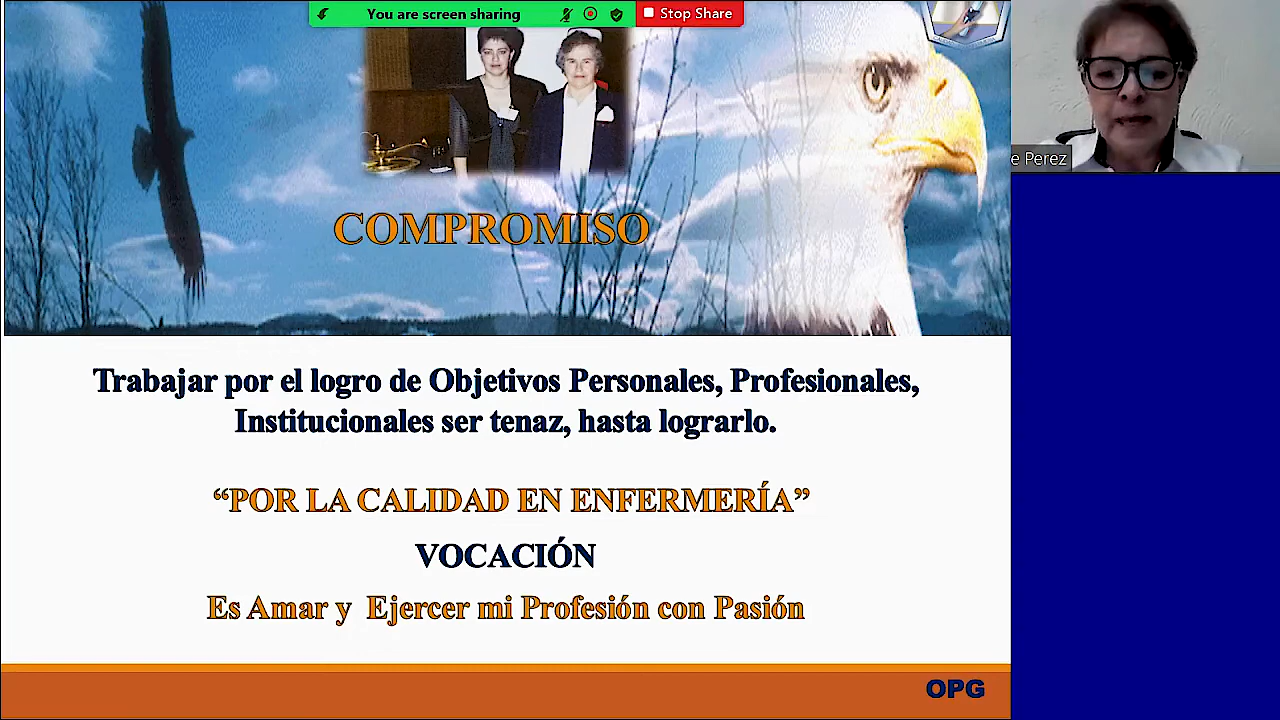 You are screen sharing
Stop Share
e Perez
COMPROMISO
Trabajar por el logro de Objetivos Personales, Profesionales,
Institucionales ser tenaz, hasta lograrlo.
“POR LA CALIDAD EN ENFERMERÍA”
VOCACIÓN
Es Amar y Ejercer mi Profesión con Pasión
OPG